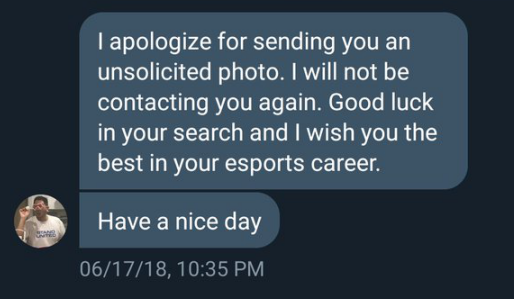 I apologize for sending you an
unsolicited photo. I will not be
contacting you again. Good luck
in your search and I wish you the
best in your esports career.
Have a nice day
06/17/18, 10:35 PM